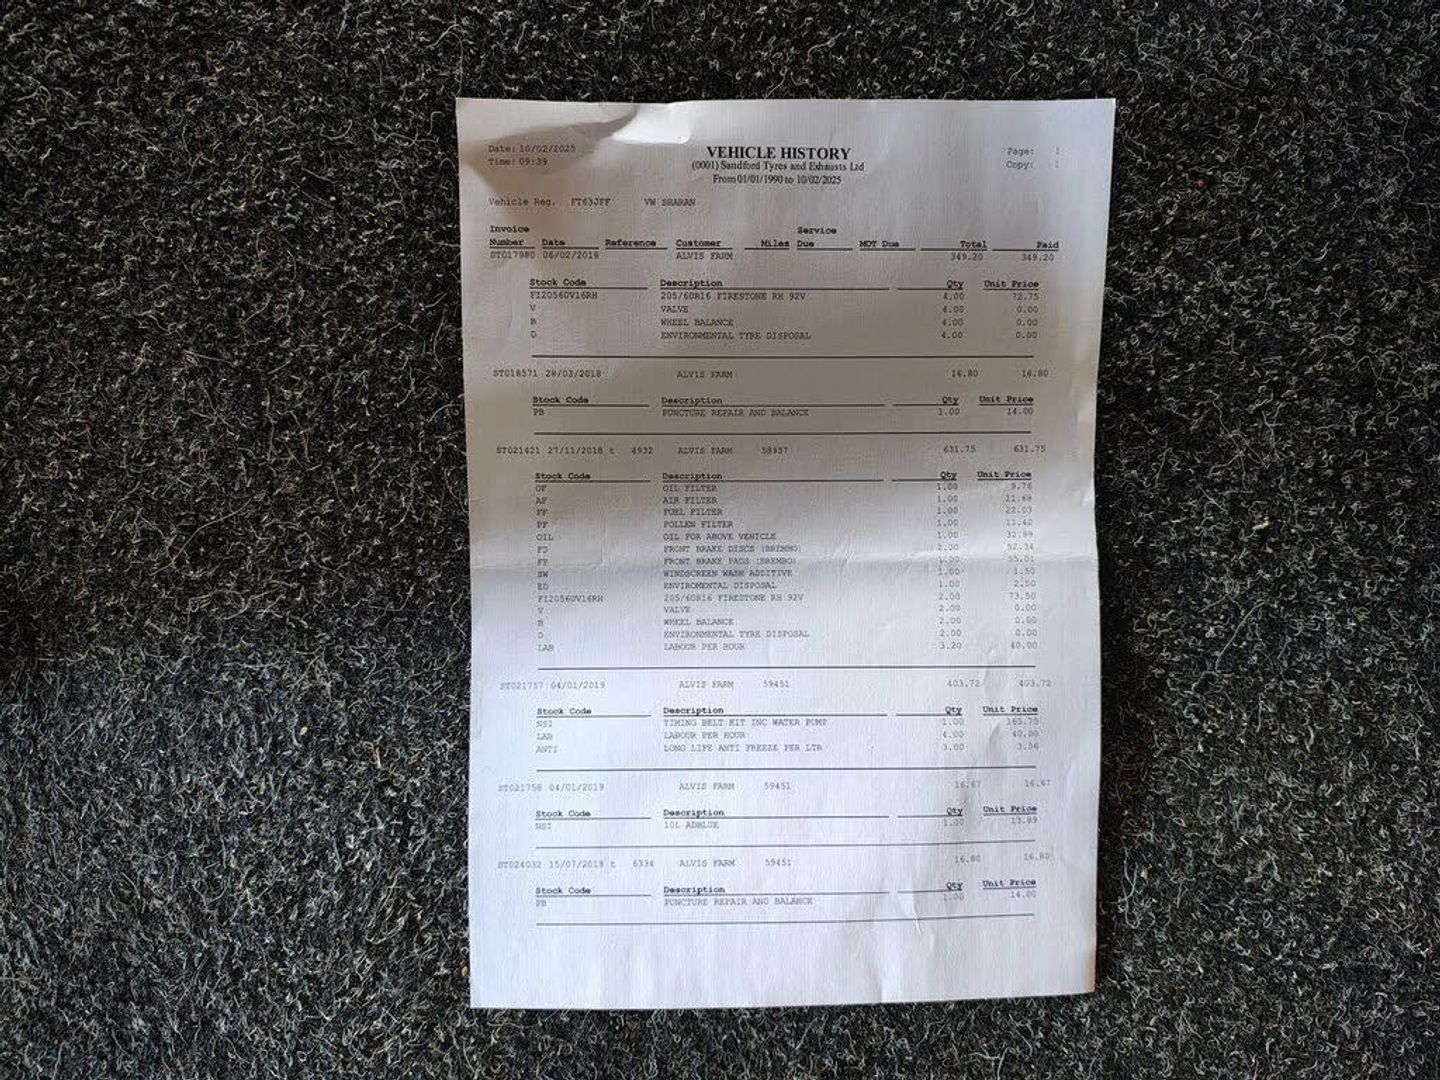 Date: 10/02/2025 VEHICLE HISTORY Page: 1
Time: 09:39 (0001) Sandford Tyres and Exhausts Ltd Copy: 1
From 01/01/1990 to 10/02/2025
Vehicle Reg. FT63JFF VW SHARAN
Invoice Service
Number Date Reference Customer Miles Due MOT Due Total Paid
ST017980 06/02/2018 ALVIS FARM 349.20 349.20
Stock Code Description Qty Unit Price
FI20560V16RH 205/60R16 FIRESTONE RH 92V 4.00 72.75
V VALVE 4.00 0.00
B WHEEL BALANCE 4.00 0.00
D ENVIRONMENTAL TYRE DISPOSAL 4.00 0.00
ST018571 28/03/2018 ALVIS FARM 16.80 16.80
Stock Code Description Qty Unit Price
PB PUNCTURE REPAIR AND BALANCE 1.00 14.00
ST021421 27/11/2018 t 4932 ALVIS FARM 58957 631.75 631.75
Stock Code Description Qty Unit Price
OF OIL FILTER 1.00 9.76
AF AIR FILTER 1.00 21.68
FF FUEL FILTER 1.00 22.03
PF POLLEN FILTER 1.00 11.42
OIL OIL FOR ABOVE VEHICLE 1.00 32.89
FD FRONT BRAKE DISCS (BREMBO) 2.00 52.34
FP FRONT BRAKE PADS (BREMBO) 1.00 55.01
SW WINDSCREEN WASH ADDITIVE 1.00 1.50
ED ENVIROMENTAL DISPOSAL 1.00 2.50
FI20560V16RH 205/60R16 FIRESTONE RH 92V 2.00 73.50
V VALVE 2.00 0.00
B WHEEL BALANCE 2.00 0.00
D ENVIRONMENTAL TYRE DISPOSAL 2.00 0.00
LAB LABOUR PER HOUR 3.20 40.00
ST021757 04/01/2019 ALVIS FARM 59451 403.72 403.72
Stock Code Description Qty Unit Price
NSI TIMING BELT KIT INC WATER PUMP 1.00 165.75
LAB LABOUR PER HOUR 4.00 40.00
ANTI LONG LIFE ANTI FREEZE PER LTR 3.00 3.56
ST021758 04/01/2019 ALVIS FARM 59451 16.67 16.67
Stock Code Description Qty Unit Price
NSI 10L ADBLUE 1.00 13.89
ST024032 15/07/2019 t 6334 ALVIS FARM 59451 16.80 16.80
Stock Code Description Qty Unit Price
PB PUNCTURE REPAIR AND BALANCE 1.00 14.00